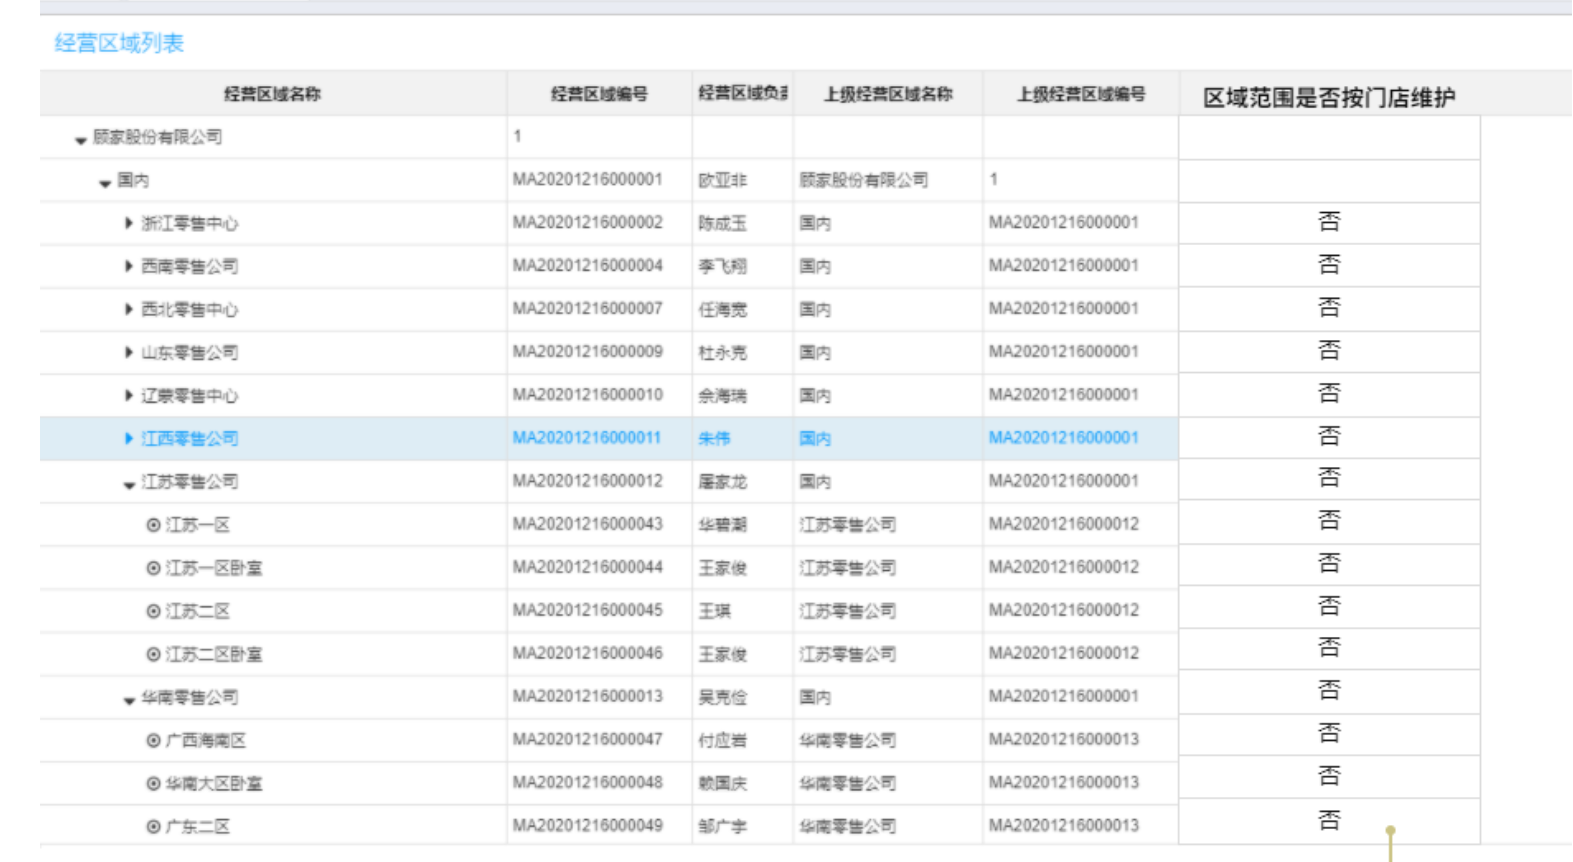 经营区域列表
经营区域名称 经营区域编号 经营区域负责 上级经营区域名称 上级经营区域编号 区域范围是否按门店维护
顾家股份有限公司 1
国内 MA20201216000001 欧亚非 顾家股份有限公司 1
浙江零售中心 MA20201216000002 陈成玉 国内 MA20201216000001 否
西南零售公司 MA20201216000004 李飞翔 国内 MA20201216000001 否
西北零售中心 MA20201216000007 任海宽 国内 MA20201216000001 否
山东零售公司 MA20201216000009 杜永亮 国内 MA20201216000001 否
辽蒙零售中心 MA20201216000010 余海瑞 国内 MA20201216000001 否
江西零售公司 MA20201216000011 朱伟 国内 MA20201216000001 否
江苏零售公司 MA20201216000012 屠家龙 国内 MA20201216000001 否
江苏一区 MA20201216000043 华碧潮 江苏零售公司 MA20201216000012 否
江苏一区卧室 MA20201216000044 王家俊 江苏零售公司 MA20201216000012 否
江苏二区 MA20201216000045 王琪 江苏零售公司 MA20201216000012 否
江苏二区卧室 MA20201216000046 王家俊 江苏零售公司 MA20201216000012 否
华南零售公司 MA20201216000013 吴克俭 国内 MA20201216000001 否
广西海南区 MA20201216000047 付应岩 华南零售公司 MA20201216000013 否
华南大区卧室 MA20201216000048 赖国庆 华南零售公司 MA20201216000013 否
广东二区 MA20201216000049 邹广宇 华南零售公司 MA20201216000013 否